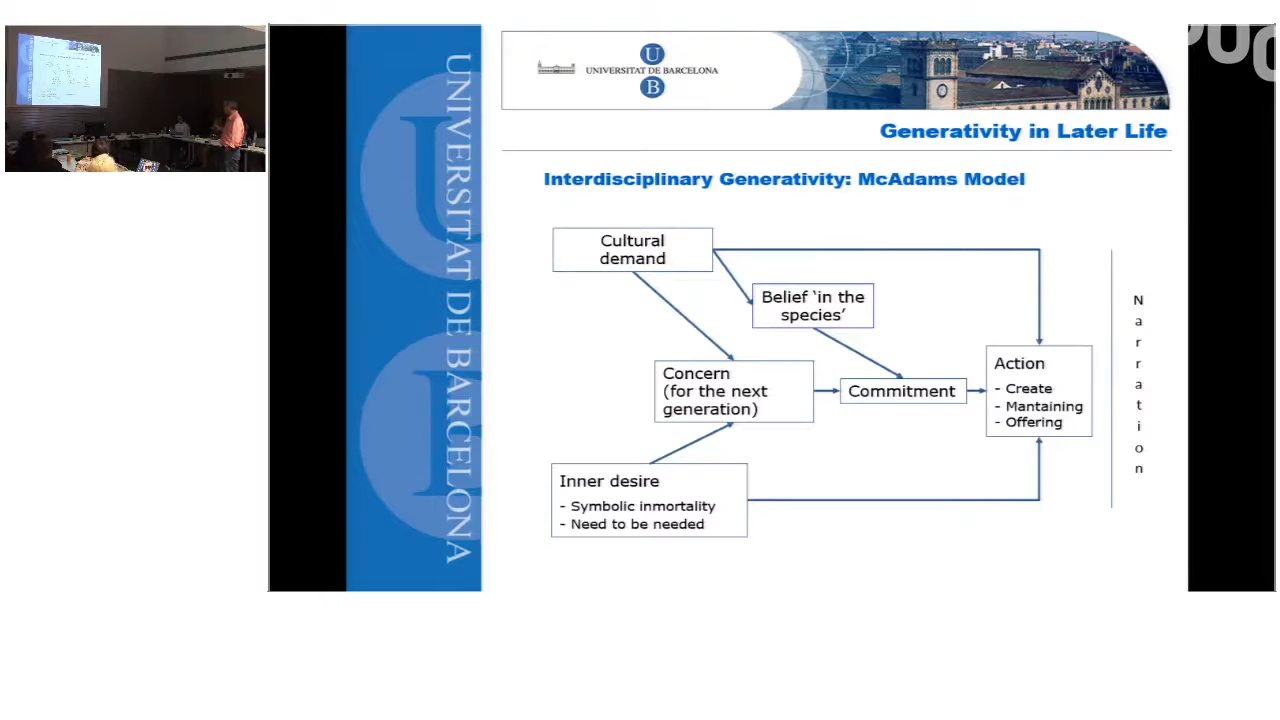 UOC
U
UNIVERSITAT DE BARCELONA
B
UNIVERSITAT DE BARCELONA
Generativity in Later Life
Interdisciplinary Generativity: McAdams Model
Cultural
demand
Belief ‘in the
species’
Concern
(for the next
generation)
Commitment
Action
- Create
- Mantaining
- Offering
Inner desire
- Symbolic inmortality
- Need to be needed
Narration